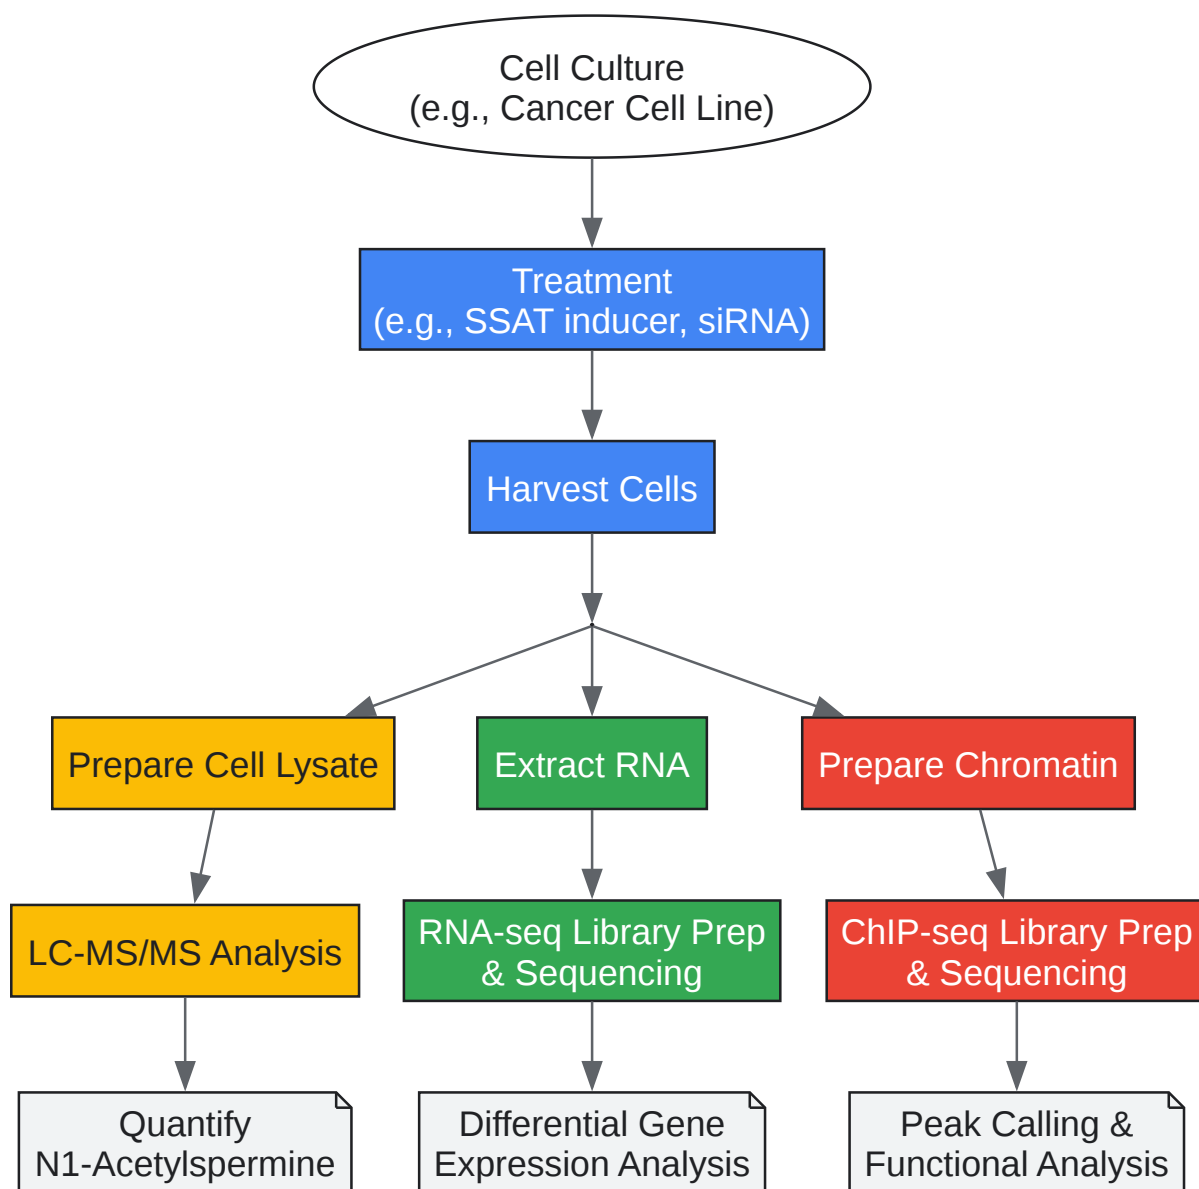 Cell Culture
(e.g., Cancer Cell Line)
Treatment
(e.g., SSAT inducer, siRNA)
Harvest Cells
Prepare Cell Lysate
Extract RNA
Prepare Chromatin
LC-MS/MS Analysis
RNA-seq Library Prep
& Sequencing
ChIP-seq Library Prep
& Sequencing
Quantify
N1-Acetylspermine
Differential Gene
Expression Analysis
Peak Calling &
Functional Analysis